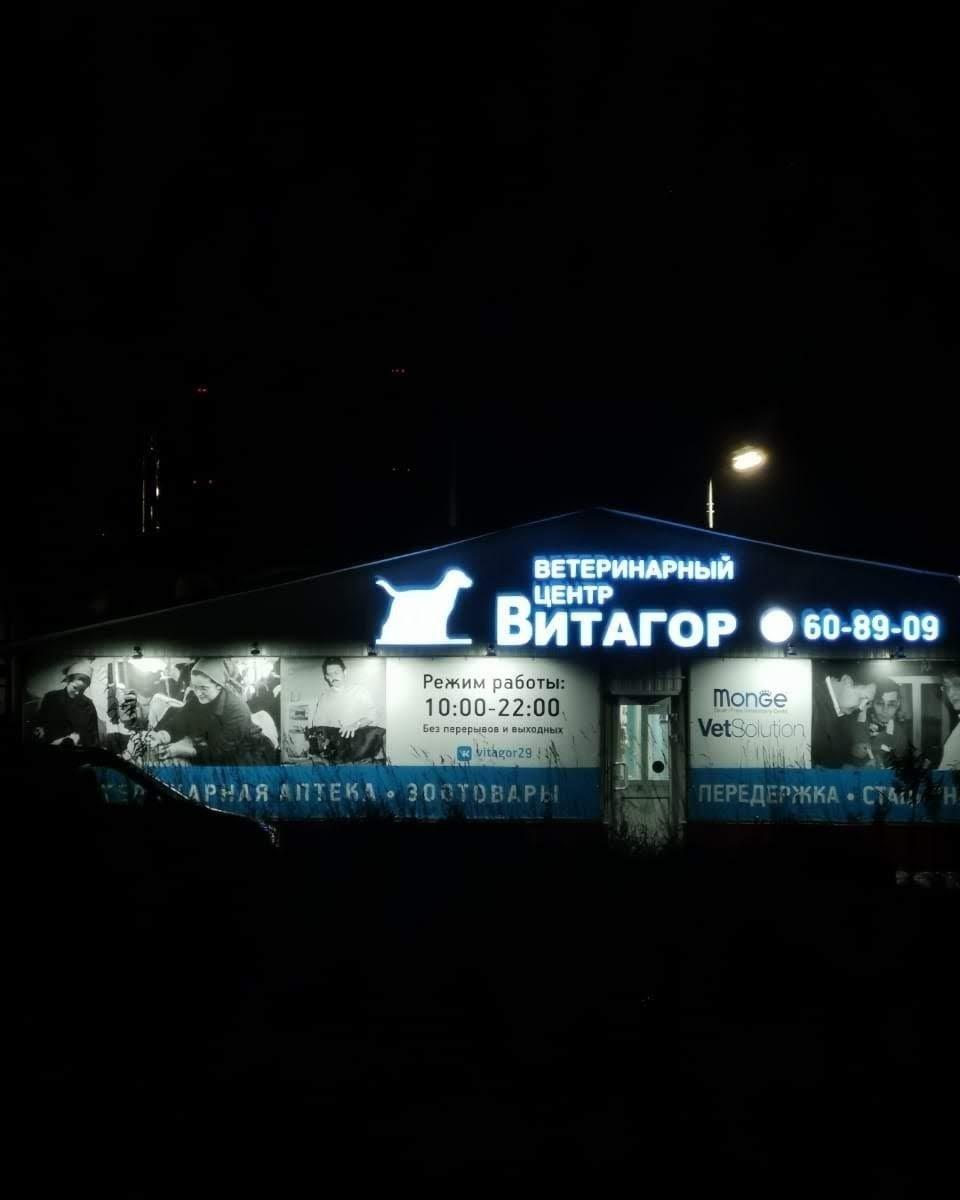 ВЕТЕРИНАРНЫЙ
ЦЕНТР
ВИТАГОР
60-89-09
Режим работы:
10:00-22:00
Без перерывов и выходных
vitagor29
MONGE
VetSolution
АПТЕКА • ЗООТОВАРЫ
ПЕРЕДЕРЖКА •